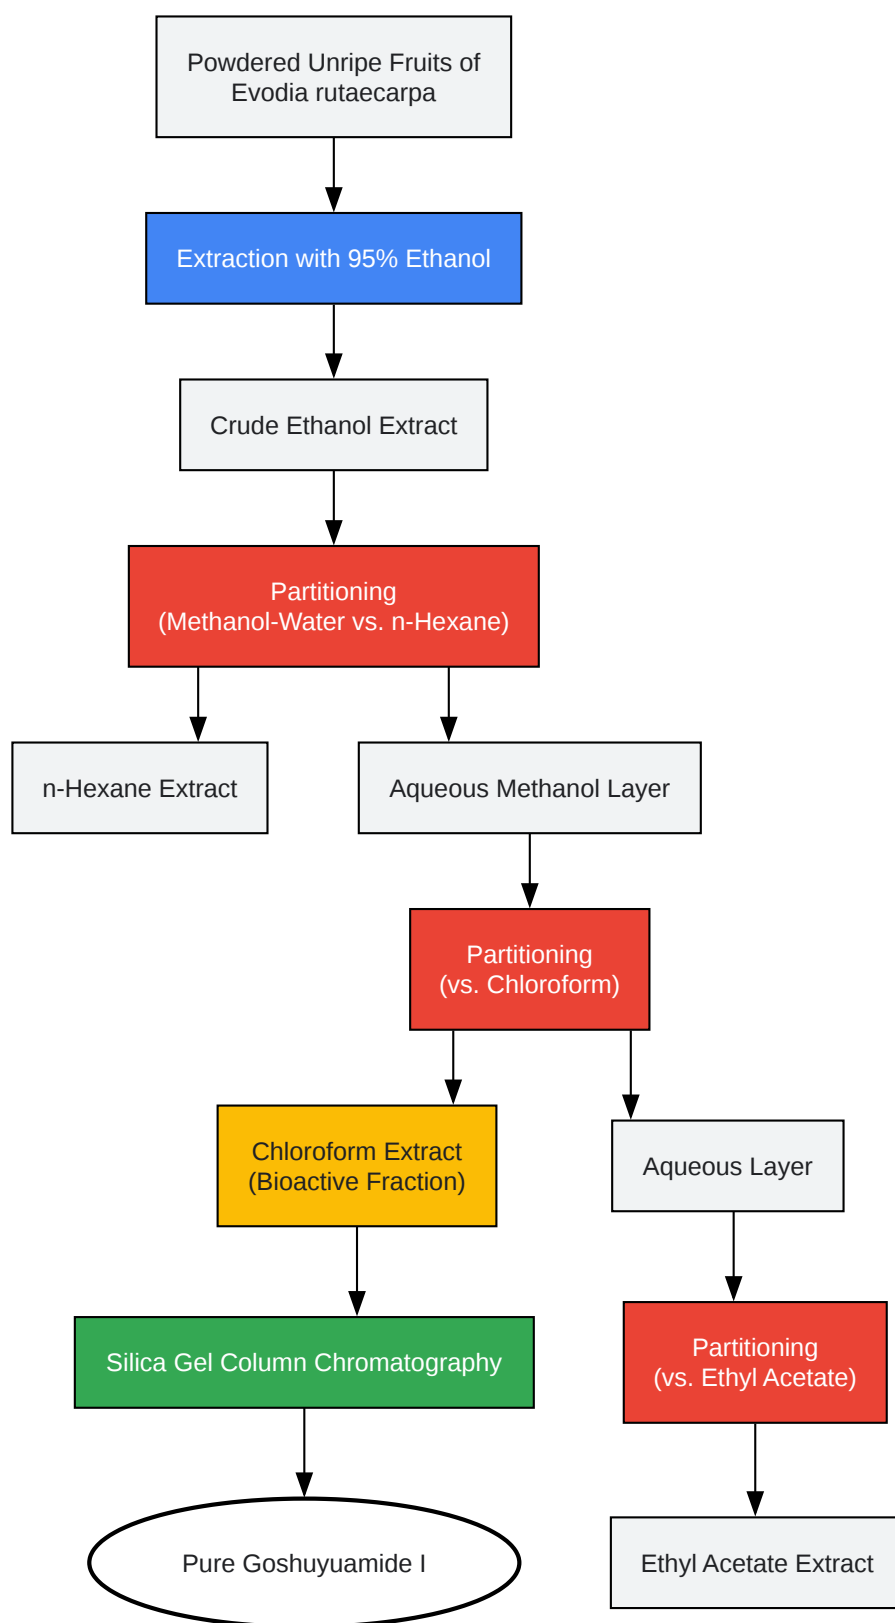 Powdered Unripe Fruits of
Evodia rutaecarpa
Extraction with 95% Ethanol
Crude Ethanol Extract
Partitioning
(Methanol-Water vs. n-Hexane)
n-Hexane Extract
Aqueous Methanol Layer
Partitioning
(vs. Chloroform)
Chloroform Extract
(Bioactive Fraction)
Aqueous Layer
Silica Gel Column Chromatography
Partitioning
(vs. Ethyl Acetate)
Pure Goshuyuamide I
Ethyl Acetate Extract